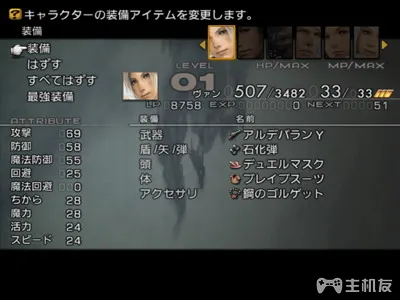 キャラクターの装備アイテムを変更します。
装備
装備
はずす
すべてはずす
最強装備
LEVEL 01
HP/MAX MP/MAX
ヴァン 507/3482 33/33
LP 8758 EXP 0 NEXT 51
ATTRIBUTE
攻撃 069
防御 058
魔法防御 055
回避 025
魔法回避 000
ちから 28
魔力 28
活力 24
スピード 24
装備 名前
武器 アルデバランY
盾/矢/弾 石化弾
頭 デュエルマスク
体 ブレイブスーツ
アクセサリ 鋼のゴルゲット
主机友